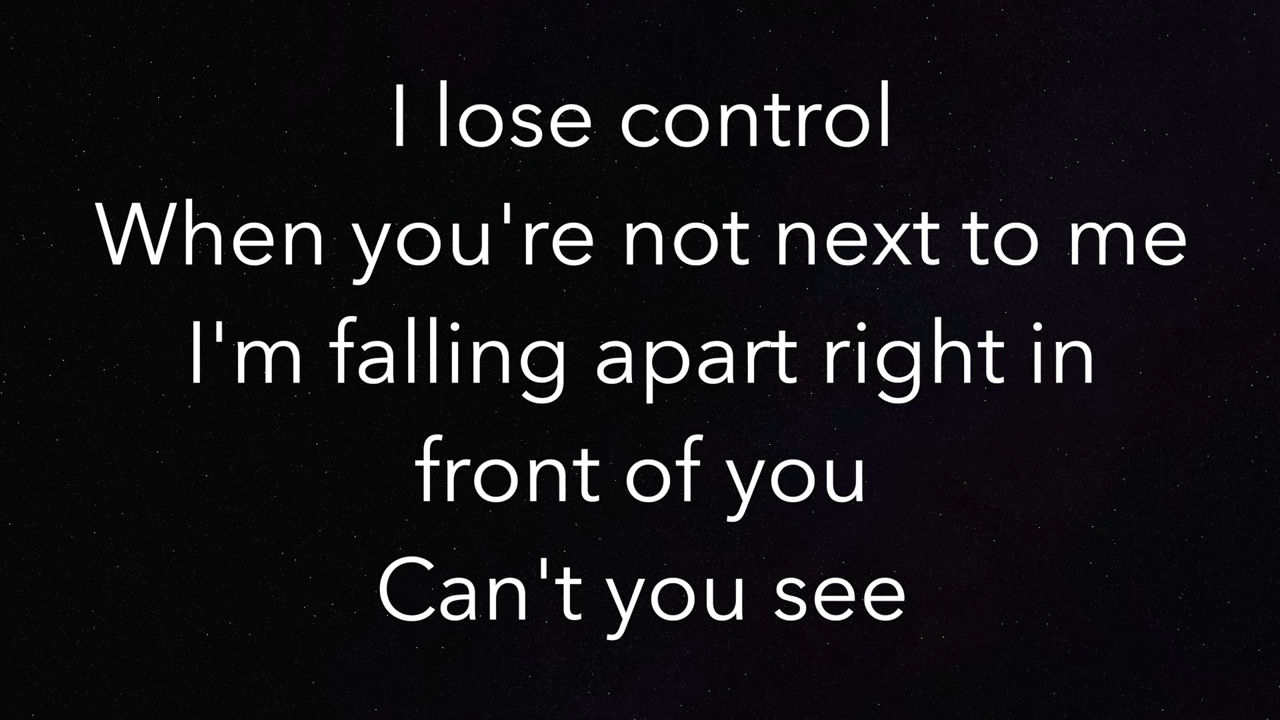 I lose control
When you're not next to me
I'm falling apart right in
front of you
Can't you see